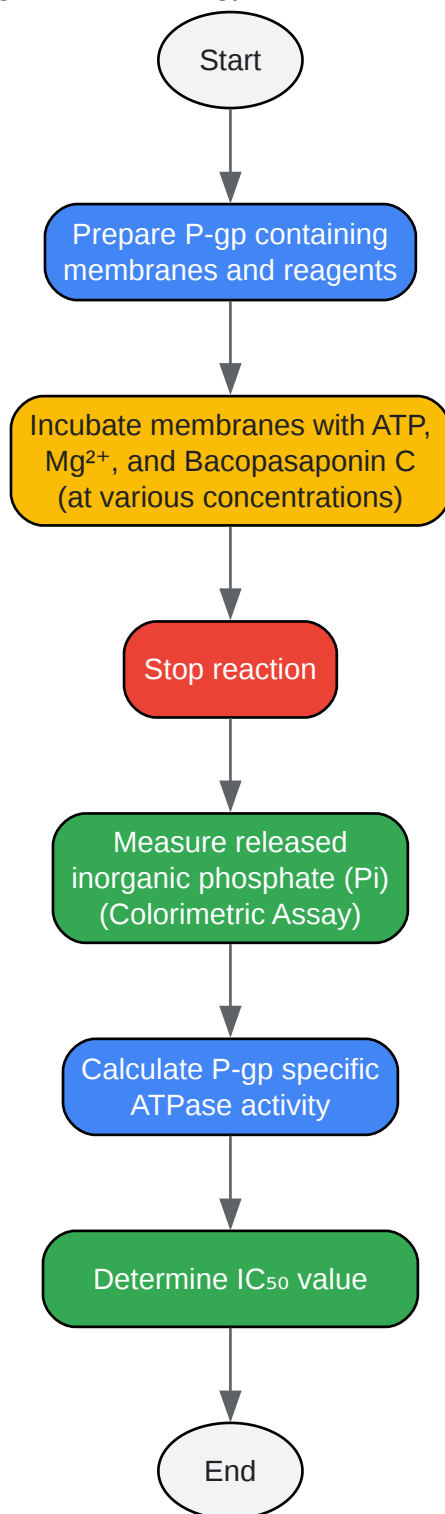 Start
Prepare P-gp containing
membranes and reagents
Incubate membranes with ATP,
Mg²⁺, and Bacopasaponin C
(at various concentrations)
Stop reaction
Measure released
inorganic phosphate (Pi)
(Colorimetric Assay)
Calculate P-gp specific
ATPase activity
Determine IC₅₀ value
End